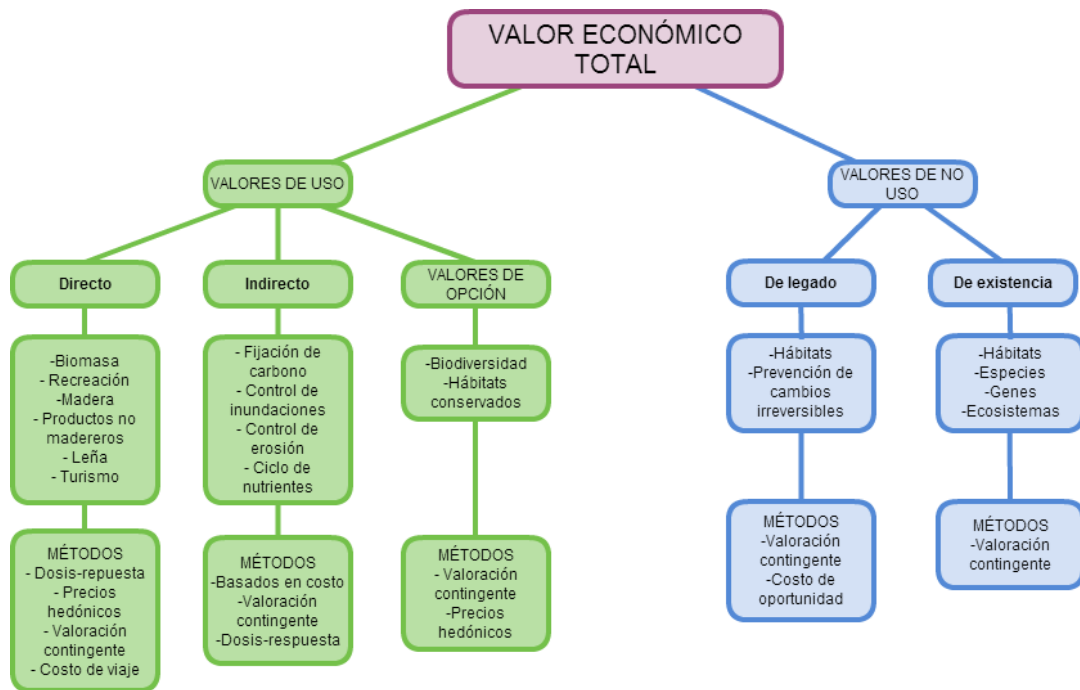 VALOR ECONÓMICO
TOTAL
VALORES DE USO
VALORES DE NO
USO
Directo
Indirecto
VALORES DE
OPCIÓN
De legado
De existencia
-Biomasa
- Recreación
-Madera
- Productos no
madereros
- Leña
- Turismo
- Fijación de
carbono
- Control de
inundaciones
- Control de
erosión
- Ciclo de
nutrientes
-Biodiversidad
- Hábitats
conservados
-Hábitats
-Prevención de
cambios
irreversibles
-Hábitats
-Especies
-Genes
-Ecosistemas
MÉTODOS
- Dosis-repuesta
- Precios
hedónicos
- Valoración
contingente
- Costo de viaje
MÉTODOS
-Basados en costo
-Valoración
contingente
-Dosis-respuesta
MÉTODOS
- Valoración
contingente
- Precios
hedónicos
MÉTODOS
-Valoración
contingente
-Costo de
oportunidad
MÉTODOS
-Valoración
contingente